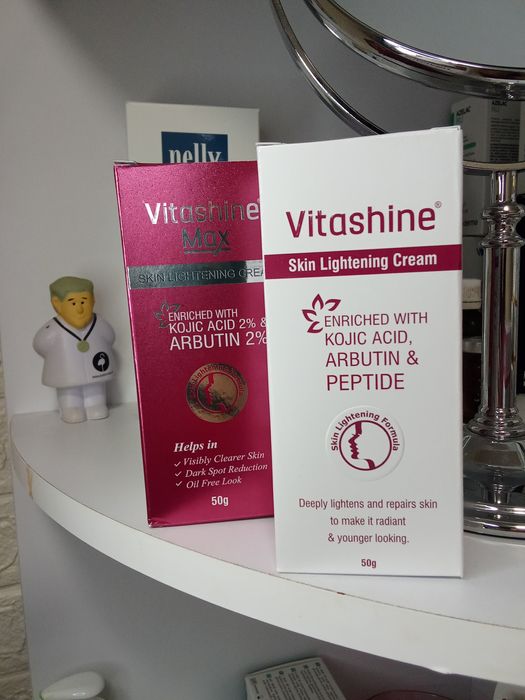 nelly
Vitashine
Max
SKIN LIGHTENING CREA
ENRICHED WITH
KOJIC ACID 2% &
ARBUTIN 2%
Helps in
Visibly Clearer Skin
Dark Spot Reduction
Oil Free Look
50g
Vitashine®
Skin Lightening Cream
ENRICHED WITH
KOJIC ACID,
ARBUTIN &
PEPTIDE
Skin Lightening Formula
Deeply lightens and repairs skin
to make it radiant
& younger looking.
50g
AZELAC